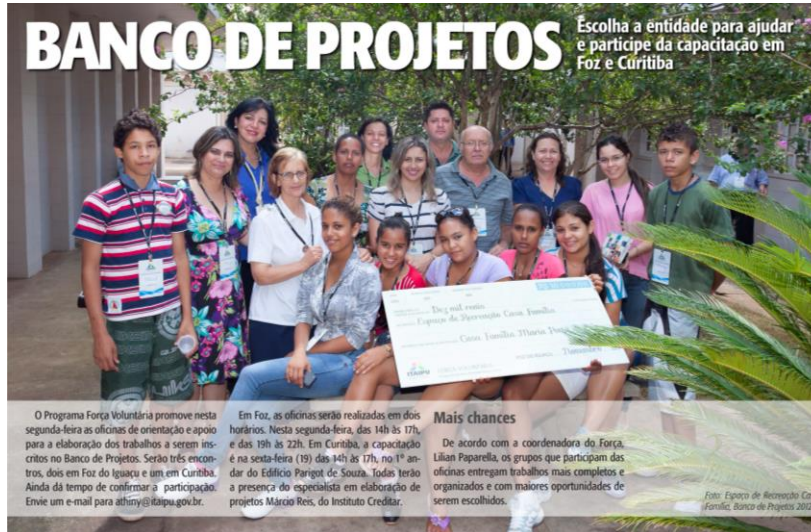 BANCO DE PROJETOS
Escolha a entidade para ajudar
e participe da capacitação em
Foz e Curitiba
Dez mil reais
Espaço de Recreação Casa Família
Casa Família Maria
ITAIPU
O Programa Força Voluntária promove nesta
segunda-feira as oficinas de orientação e apoio
para a elaboração dos trabalhos a serem ins-
critos no Banco de Projetos. Serão três encon-
tros, dois em Foz do Iguaçu e um em Curitiba.
Ainda dá tempo de confirmar a participação.
Envie um e-mail para athiny@itaipu.gov.br.
Em Foz, as oficinas serão realizadas em dois
horários. Nesta segunda-feira, das 14h às 17h,
e das 19h às 22h. Em Curitiba, a capacitação
é na sexta-feira (19) das 14h às 17h, no 1º an-
dar do Edifício Parigot de Souza. Todas terão
a presença do especialista em elaboração de
projetos Márcio Reis, do Instituto Creditar.
Mais chances
De acordo com a coordenadora do Força,
Lilian Paparella, os grupos que participam das
oficinas entregam trabalhos mais completos e
organizados e com maiores oportunidades de
serem escolhidos.
Foto: Espaço de Recreação
Família, Banco de Projetos